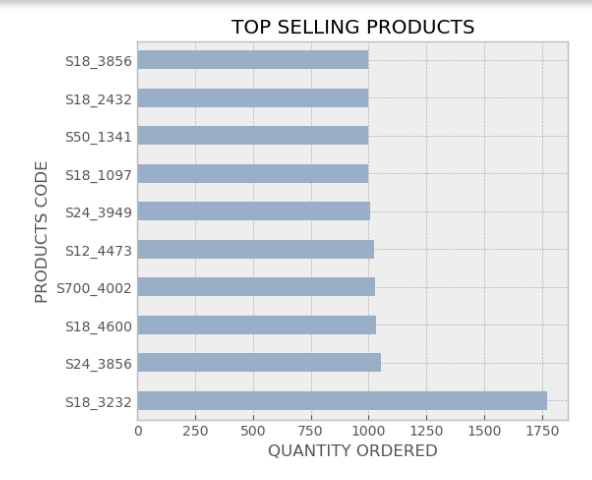 TOP SELLING PRODUCTS
PRODUCTS CODE
S18_3856
S18_2432
S50_1341
S18_1097
S24_3949
S12_4473
S700_4002
S18_4600
S24_3856
S18_3232
0 250 500 750 1000 1250 1500 1750
QUANTITY ORDERED